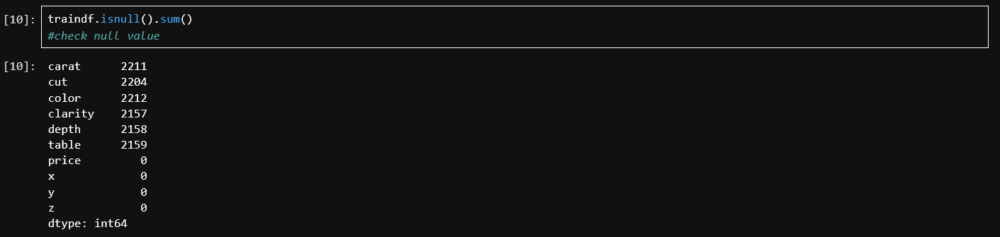 [10]: traindf.isnull().sum()
#check null value
[10]: carat 2211
cut 2204
color 2212
clarity 2157
depth 2158
table 2159
price 0
x 0
y 0
z 0
dtype: int64